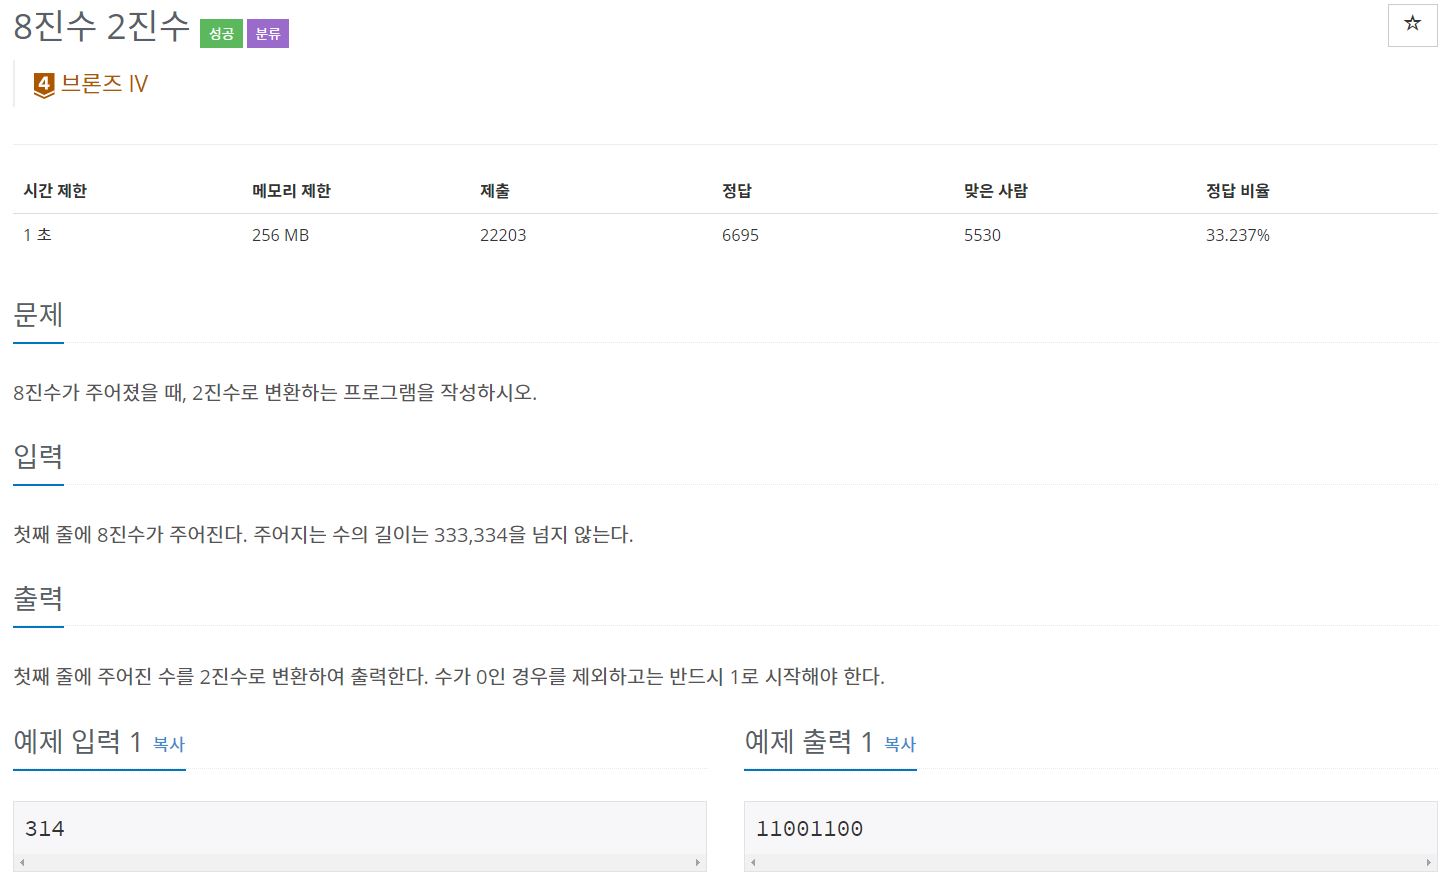 8진수 2진수 성공 분류
☆
4 브론즈 IV
시간 제한 메모리 제한 제출 정답 맞은 사람 정답 비율
1 초 256 MB 22203 6695 5530 33.237%
문제
8진수가 주어졌을 때, 2진수로 변환하는 프로그램을 작성하시오.
입력
첫째 줄에 8진수가 주어진다. 주어지는 수의 길이는 333,334을 넘지 않는다.
출력
첫째 줄에 주어진 수를 2진수로 변환하여 출력한다. 수가 0인 경우를 제외하고는 반드시 1로 시작해야 한다.
예제 입력 1 복사
314
예제 출력 1 복사
11001100